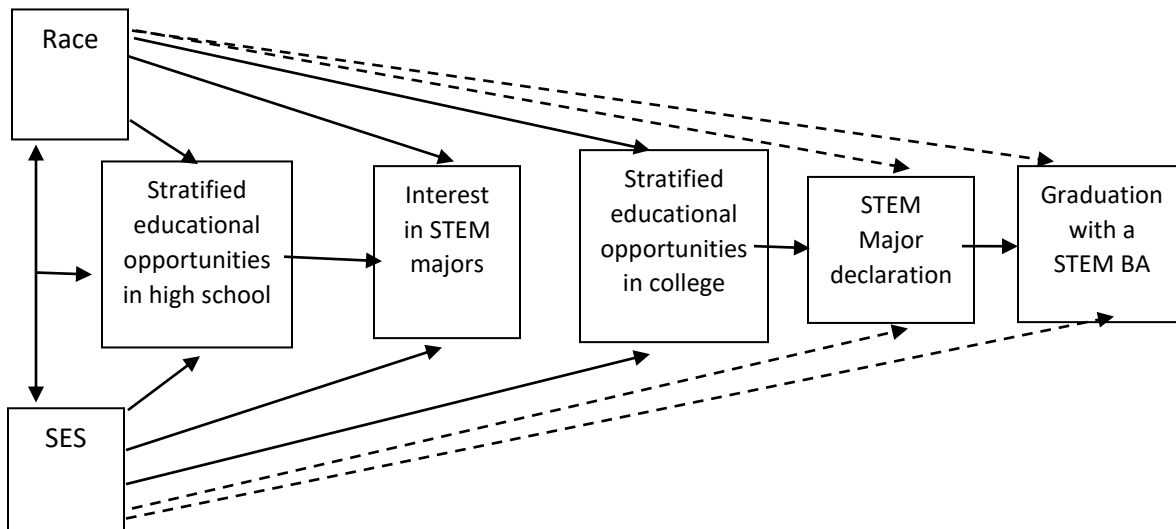 Race
Stratified
educational
opportunities
in high school
Interest
in STEM
majors
Stratified
educational
opportunities
in college
STEM
Major
declaration
Graduation
with a
STEM BA
SES